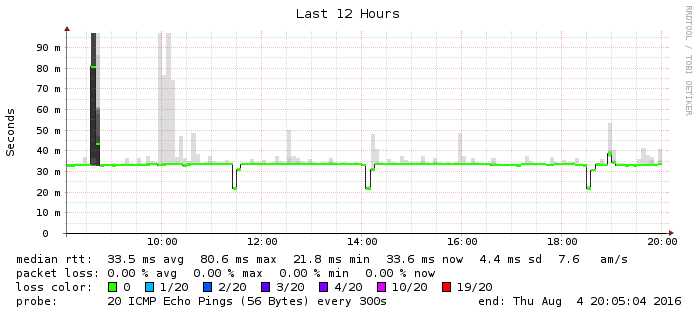 Last 12 Hours
RRDTOOL / TOBI OETIKER
Seconds
90 m
80 m
70 m
60 m
50 m
40 m
30 m
20 m
10 m
0
10:00 12:00 14:00 16:00 18:00 20:00
median rtt: 33.5 ms avg 80.6 ms max 21.8 ms min 33.6 ms now 4.4 ms sd 7.6 am/s
packet loss: 0.00 % avg 0.00 % max 0.00 % min 0.00 % now
loss color: 0 1/20 2/20 3/20 4/20 10/20 19/20
probe: 20 ICMP Echo Pings (56 Bytes) every 300s end: Thu Aug 4 20:05:04 2016